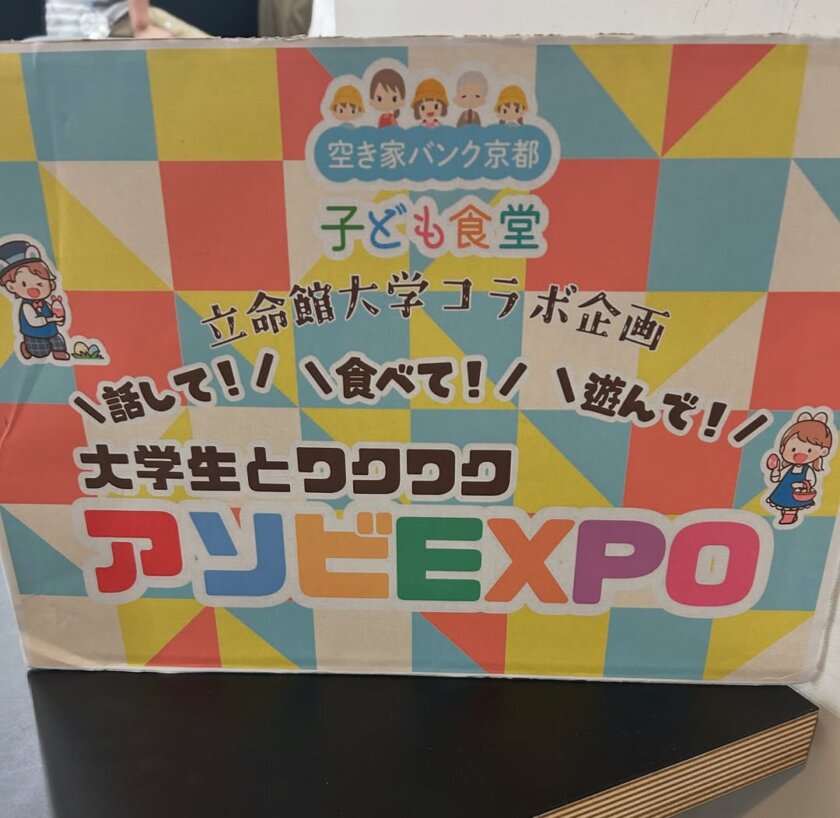 空き家バンク京都
子ども食堂
立命館大学コラボ企画
\話して!/ \食べて!/ \遊んで!/
大学生とワクワク
アソビEXPO